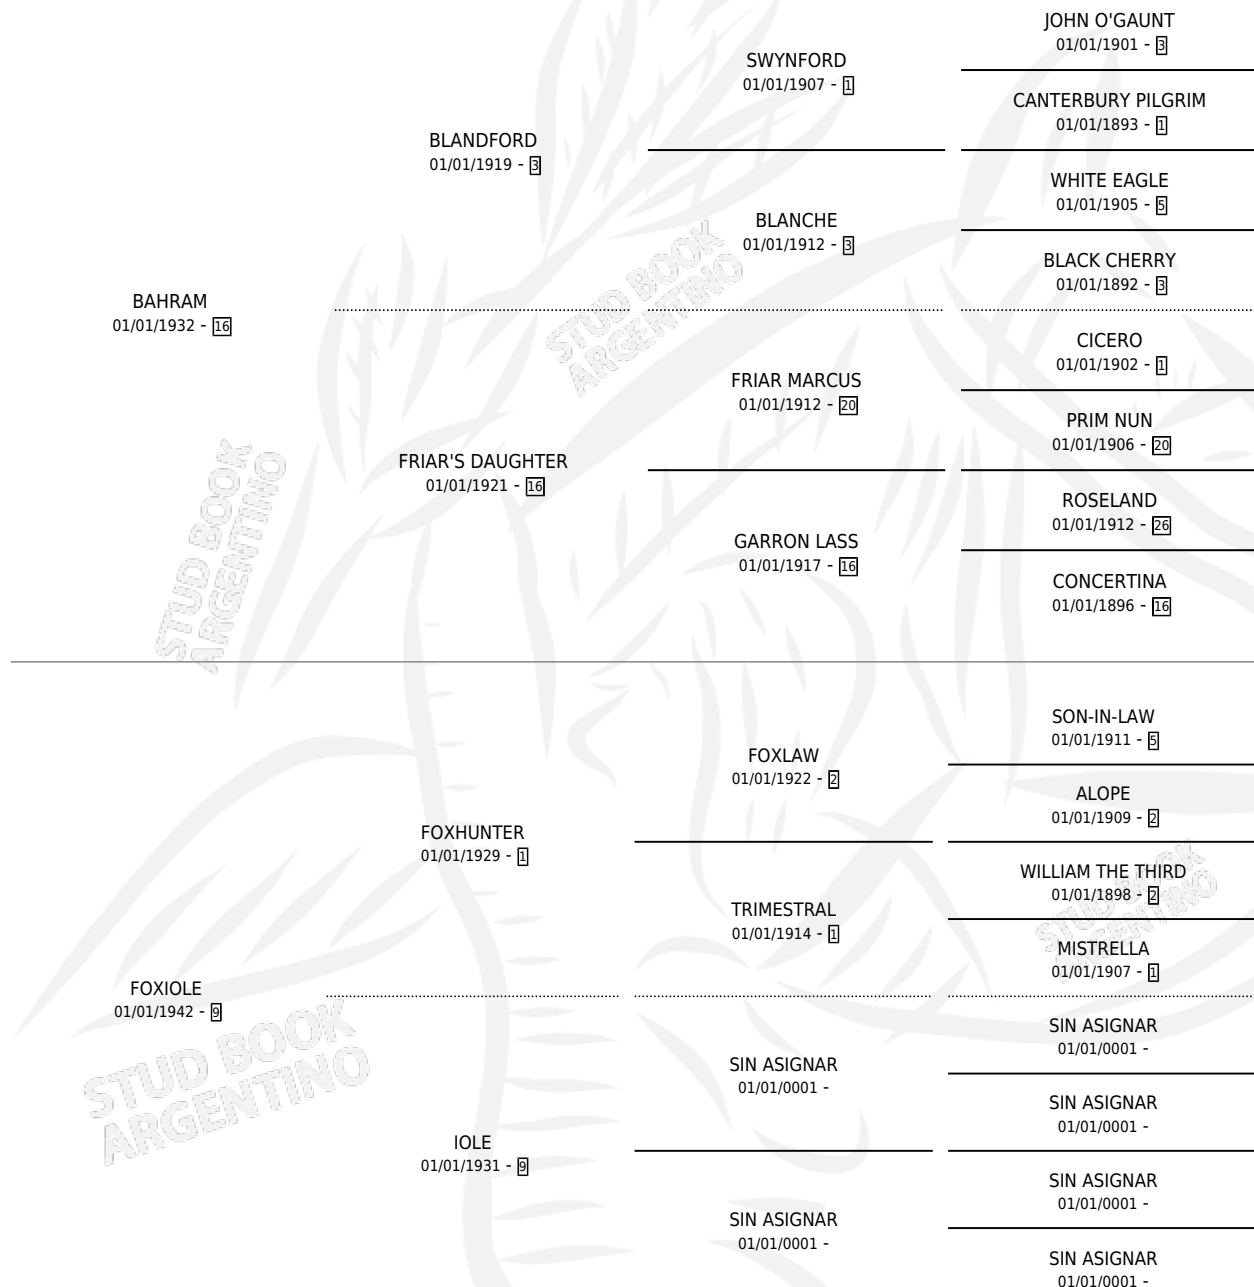 JOHN O'GAUNT
01/01/1901 - 3
SWYNFORD
01/01/1907 - 1
CANTERBURY PILGRIM
01/01/1893 - 1
BLANDFORD
01/01/1919 - 3
WHITE EAGLE
01/01/1905 - 5
BLANCHE
01/01/1912 - 3
BLACK CHERRY
01/01/1892 - 3
STUD BOOK
ARGENTINO
BAHRAM
01/01/1932 - 16
CICERO
01/01/1902 - 1
FRIAR MARCUS
01/01/1912 - 20
PRIM NUN
01/01/1906 - 20
FRIAR'S DAUGHTER
01/01/1921 - 16
ROSELAND
01/01/1912 - 26
GARRON LASS
01/01/1917 - 16
CONCERTINA
01/01/1896 - 16
STUD BOOK
ARGENTINO
SON-IN-LAW
01/01/1911 - 5
FOXLAW
01/01/1922 - 2
ALOPE
01/01/1909 - 2
FOXHUNTER
01/01/1929 - 1
WILLIAM THE THIRD
01/01/1898 - 2
TRIMESTRAL
01/01/1914 - 1
STUD BOOK
ARGENTINO
MISTRELLA
01/01/1907 - 1
FOXIOLE
01/01/1942 - 9
SIN ASIGNAR
01/01/0001 -
SIN ASIGNAR
01/01/0001 -
SIN ASIGNAR
01/01/0001 -
STUD BOOK
ARGENTINO
IOLE
01/01/1931 - 9
SIN ASIGNAR
01/01/0001 -
SIN ASIGNAR
01/01/0001 -
SIN ASIGNAR
01/01/0001 -